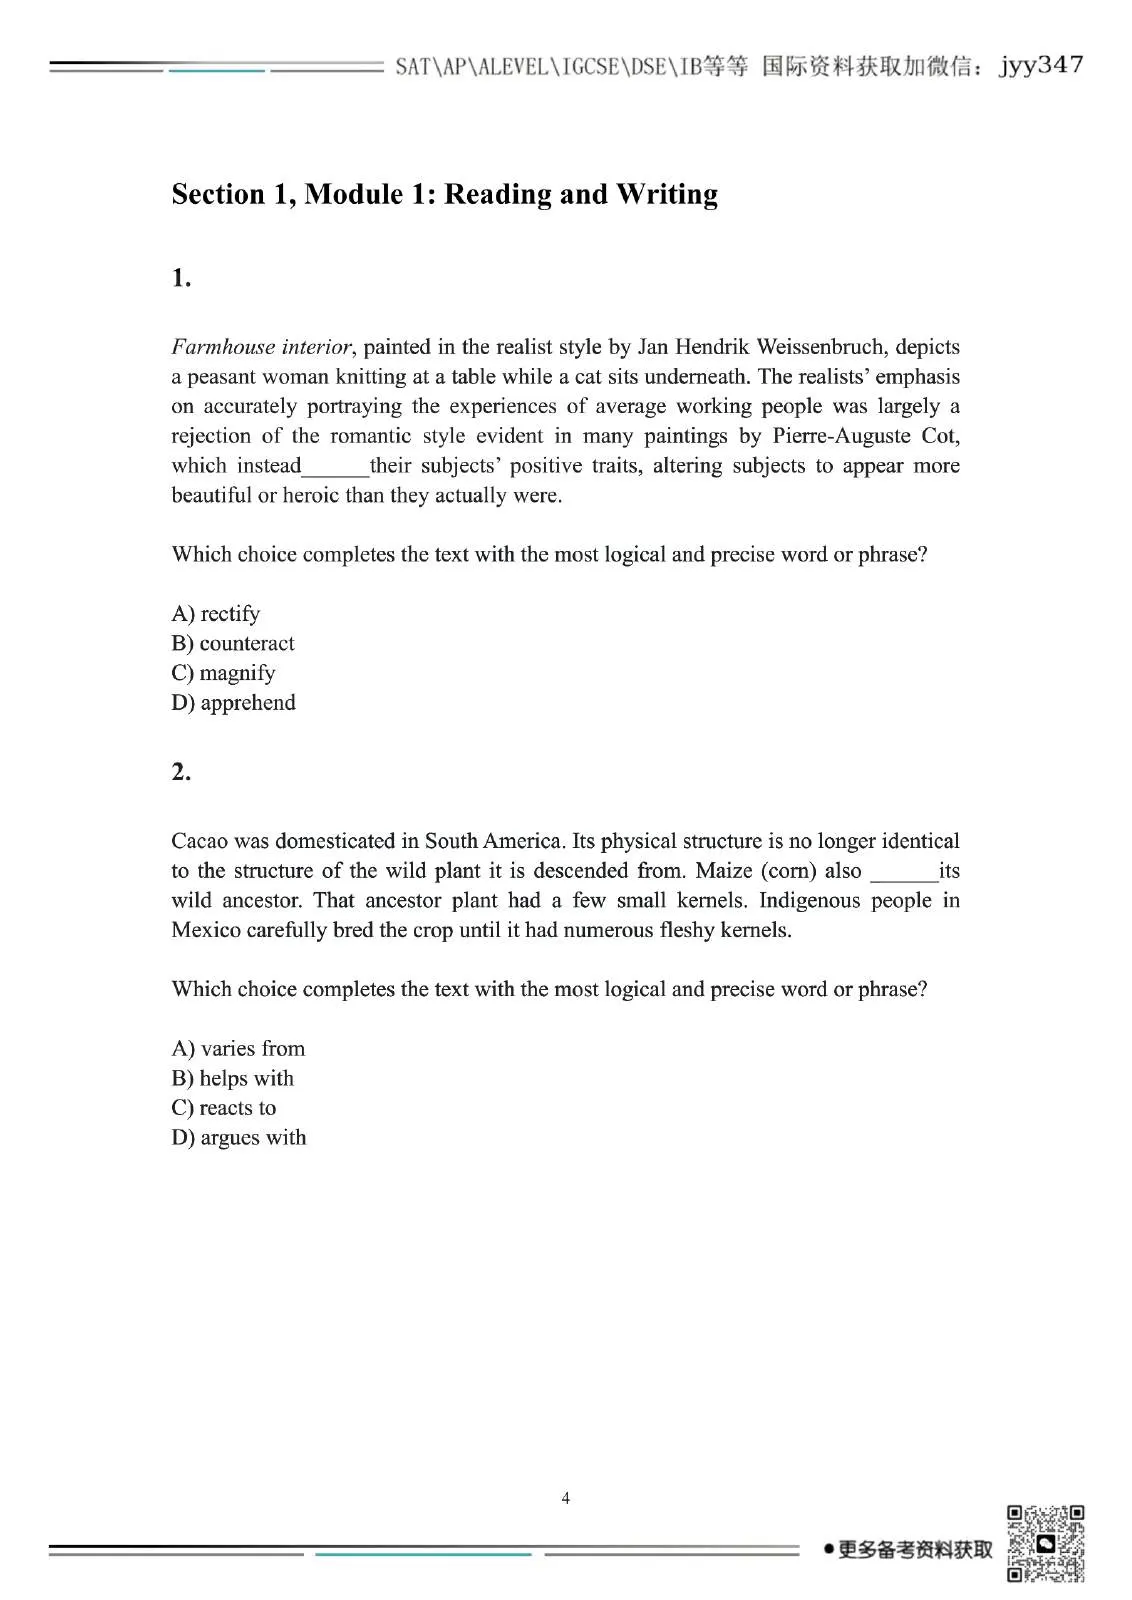 SAT\AP\ALEVEL\IGCSE\DSE\IB等等 国际资料获取加微信: jyy347
Section 1, Module 1: Reading and Writing
1.
Farmhouse interior, painted in the realist style by Jan Hendrik Weissenbruch, depicts
a peasant woman knitting at a table while a cat sits underneath. The realists’ emphasis
on accurately portraying the experiences of average working people was largely a
rejection of the romantic style evident in many paintings by Pierre-Auguste Cot,
which instead______their subjects’ positive traits, altering subjects to appear more
beautiful or heroic than they actually were.
Which choice completes the text with the most logical and precise word or phrase?
A) rectify
B) counteract
C) magnify
D) apprehend
2.
Cacao was domesticated in South America. Its physical structure is no longer identical
to the structure of the wild plant it is descended from. Maize (corn) also ______its
wild ancestor. That ancestor plant had a few small kernels. Indigenous people in
Mexico carefully bred the crop until it had numerous fleshy kernels.
Which choice completes the text with the most logical and precise word or phrase?
A) varies from
B) helps with
C) reacts to
D) argues with
4
●更多备考资料获取